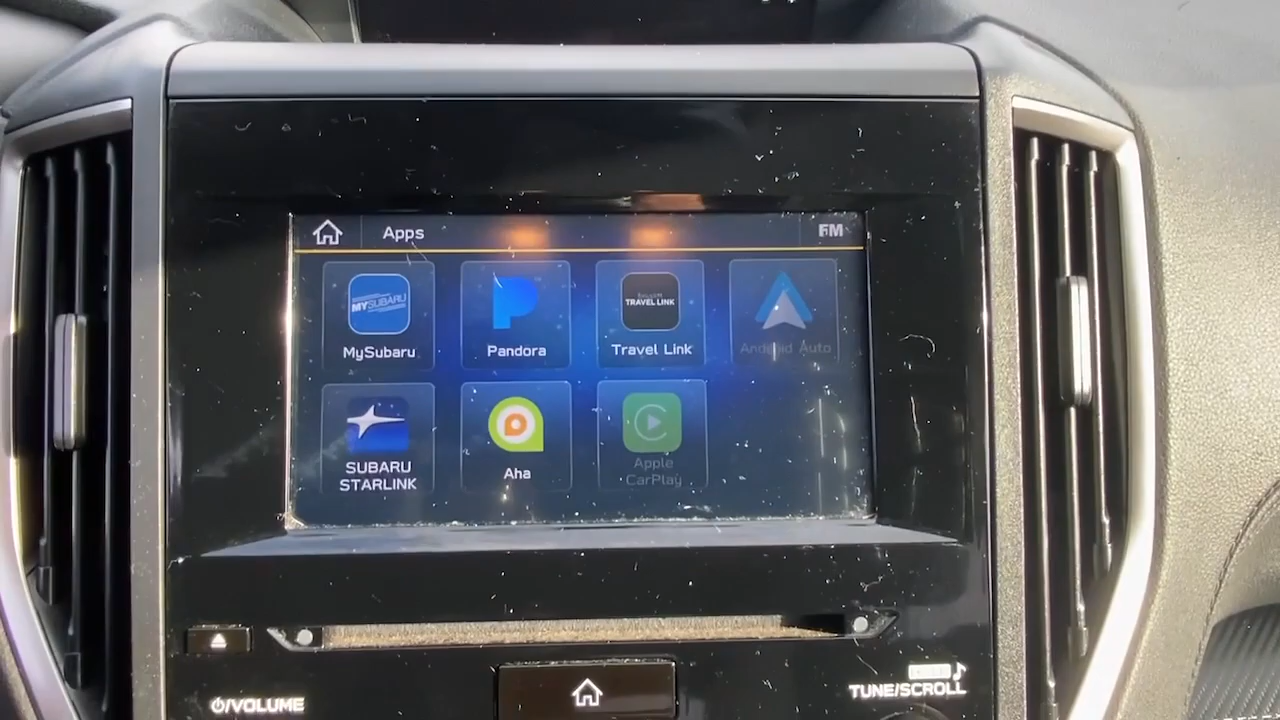 Apps
FM
MYSUBARU
TRAVEL LINK
MySubaru
Pandora
Travel Link
Android Auto
SUBARU
STARLINK
Aha
Apple
CarPlay
/VOLUME
TUNE/SCROLL